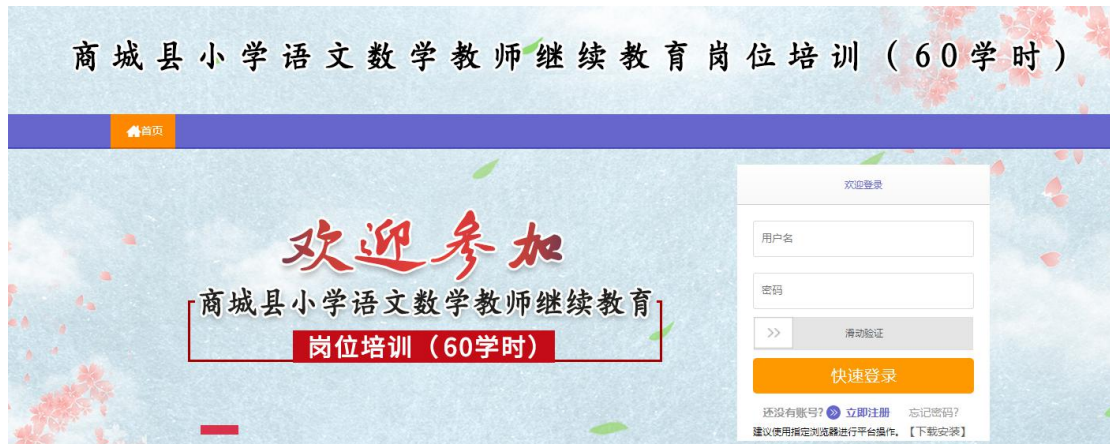 商城县小学语文数学教师继续教育岗位培训（60学时）
首页
欢迎参加
商城县小学语文数学教师继续教育
岗位培训（60学时）
欢迎登录
用户名
密码
>> 滑动验证
快速登录
还没有账号? 立即注册 忘记密码?
建议使用指定浏览器进行平台操作。【下载安装】